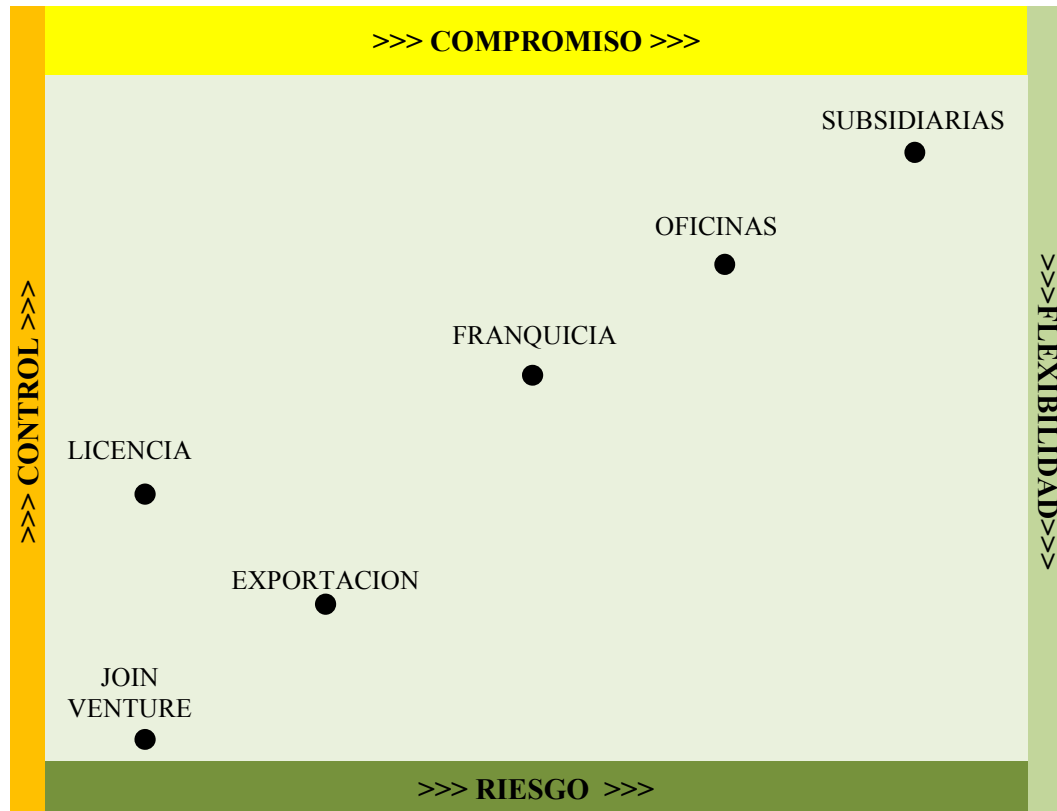 >>> COMPROMISO >>>
SUBSIDIARIAS
OFICINAS
>>> CONTROL >>>
>>>FLEXIBILIDAD>>>
FRANQUICIA
LICENCIA
EXPORTACION
JOIN
VENTURE
>>> RIESGO >>>